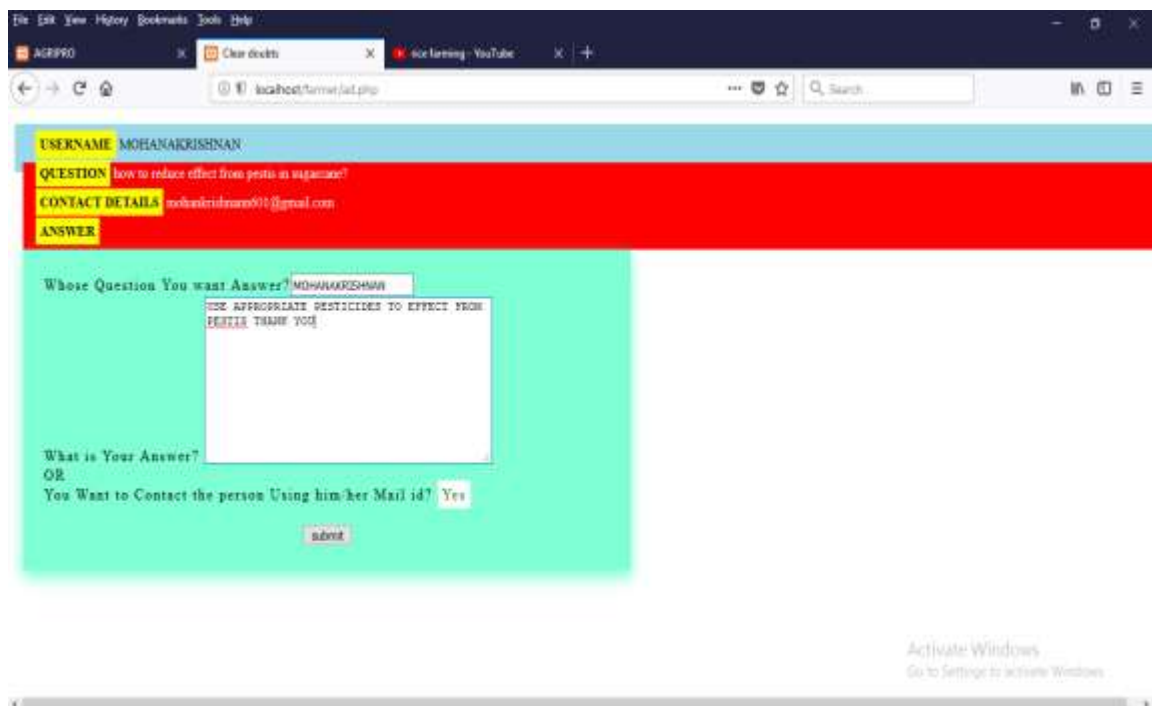 File Edit View History Bookmarks Tools Help
AGRIPRO
Clear doubts
rice farming - YouTube
localhost/farmer/ad.php
Search
USERNAME MOHANAKRISHNAN
QUESTION how to reduce effect from pestis in sugarcane?
CONTACT DETAILS @gmail.com
ANSWER
Whose Question You want Answer? MOHANAKRISHNAN
USE APPROPRIATE PESTICIDES TO EFFECT FROM
PESTIS THANK YOU
What is Your Answer?
OR
You Want to Contact the person Using him/her Mail id? Yes
submit
Activate Windows
Go to Settings to activate Windows.